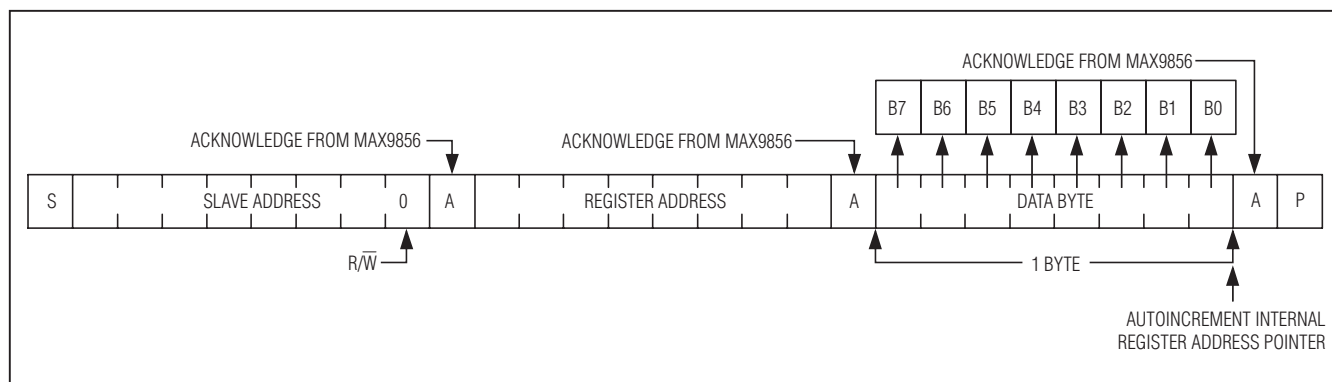 ACKNOWLEDGE FROM MAX9856
B7 B6 B5 B4 B3 B2 B1 B0
ACKNOWLEDGE FROM MAX9856
ACKNOWLEDGE FROM MAX9856
S SLAVE ADDRESS 0 A REGISTER ADDRESS A DATA BYTE A P
R/W̅
1 BYTE
AUTOINCREMENT INTERNAL
REGISTER ADDRESS POINTER